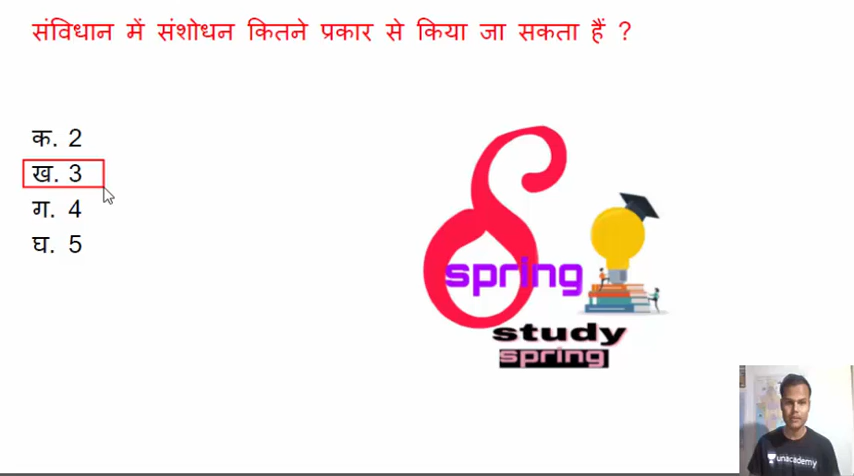 संविधान में संशोधन कितने प्रकार से किया जा सकता हैं ?
क. 2
ख. 3
ग. 4
घ. 5
spring
study
spring
unacademy